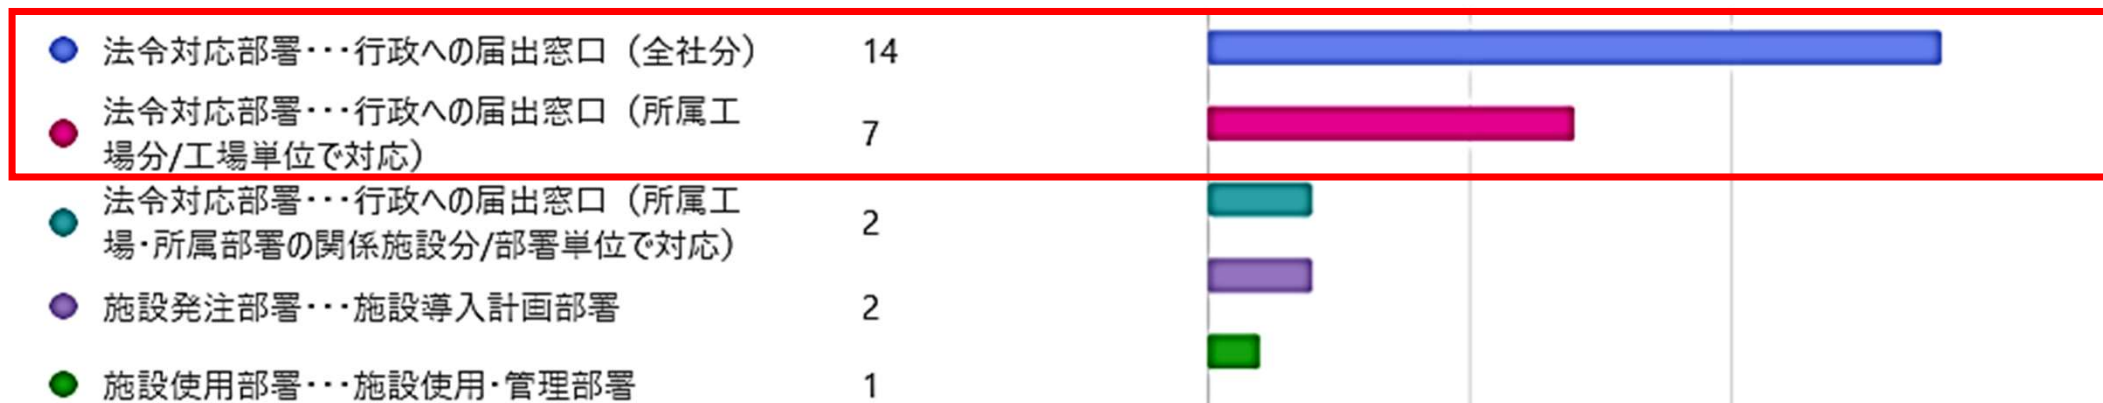 法令対応部署･･･行政への届出窓口（全社分） 14
法令対応部署･･･行政への届出窓口（所属工
場分/工場単位で対応） 7
法令対応部署･･･行政への届出窓口（所属工
場･所属部署の関係施設分/部署単位で対応） 2
施設発注部署･･･施設導入計画部署 2
施設使用部署･･･施設使用･管理部署 1